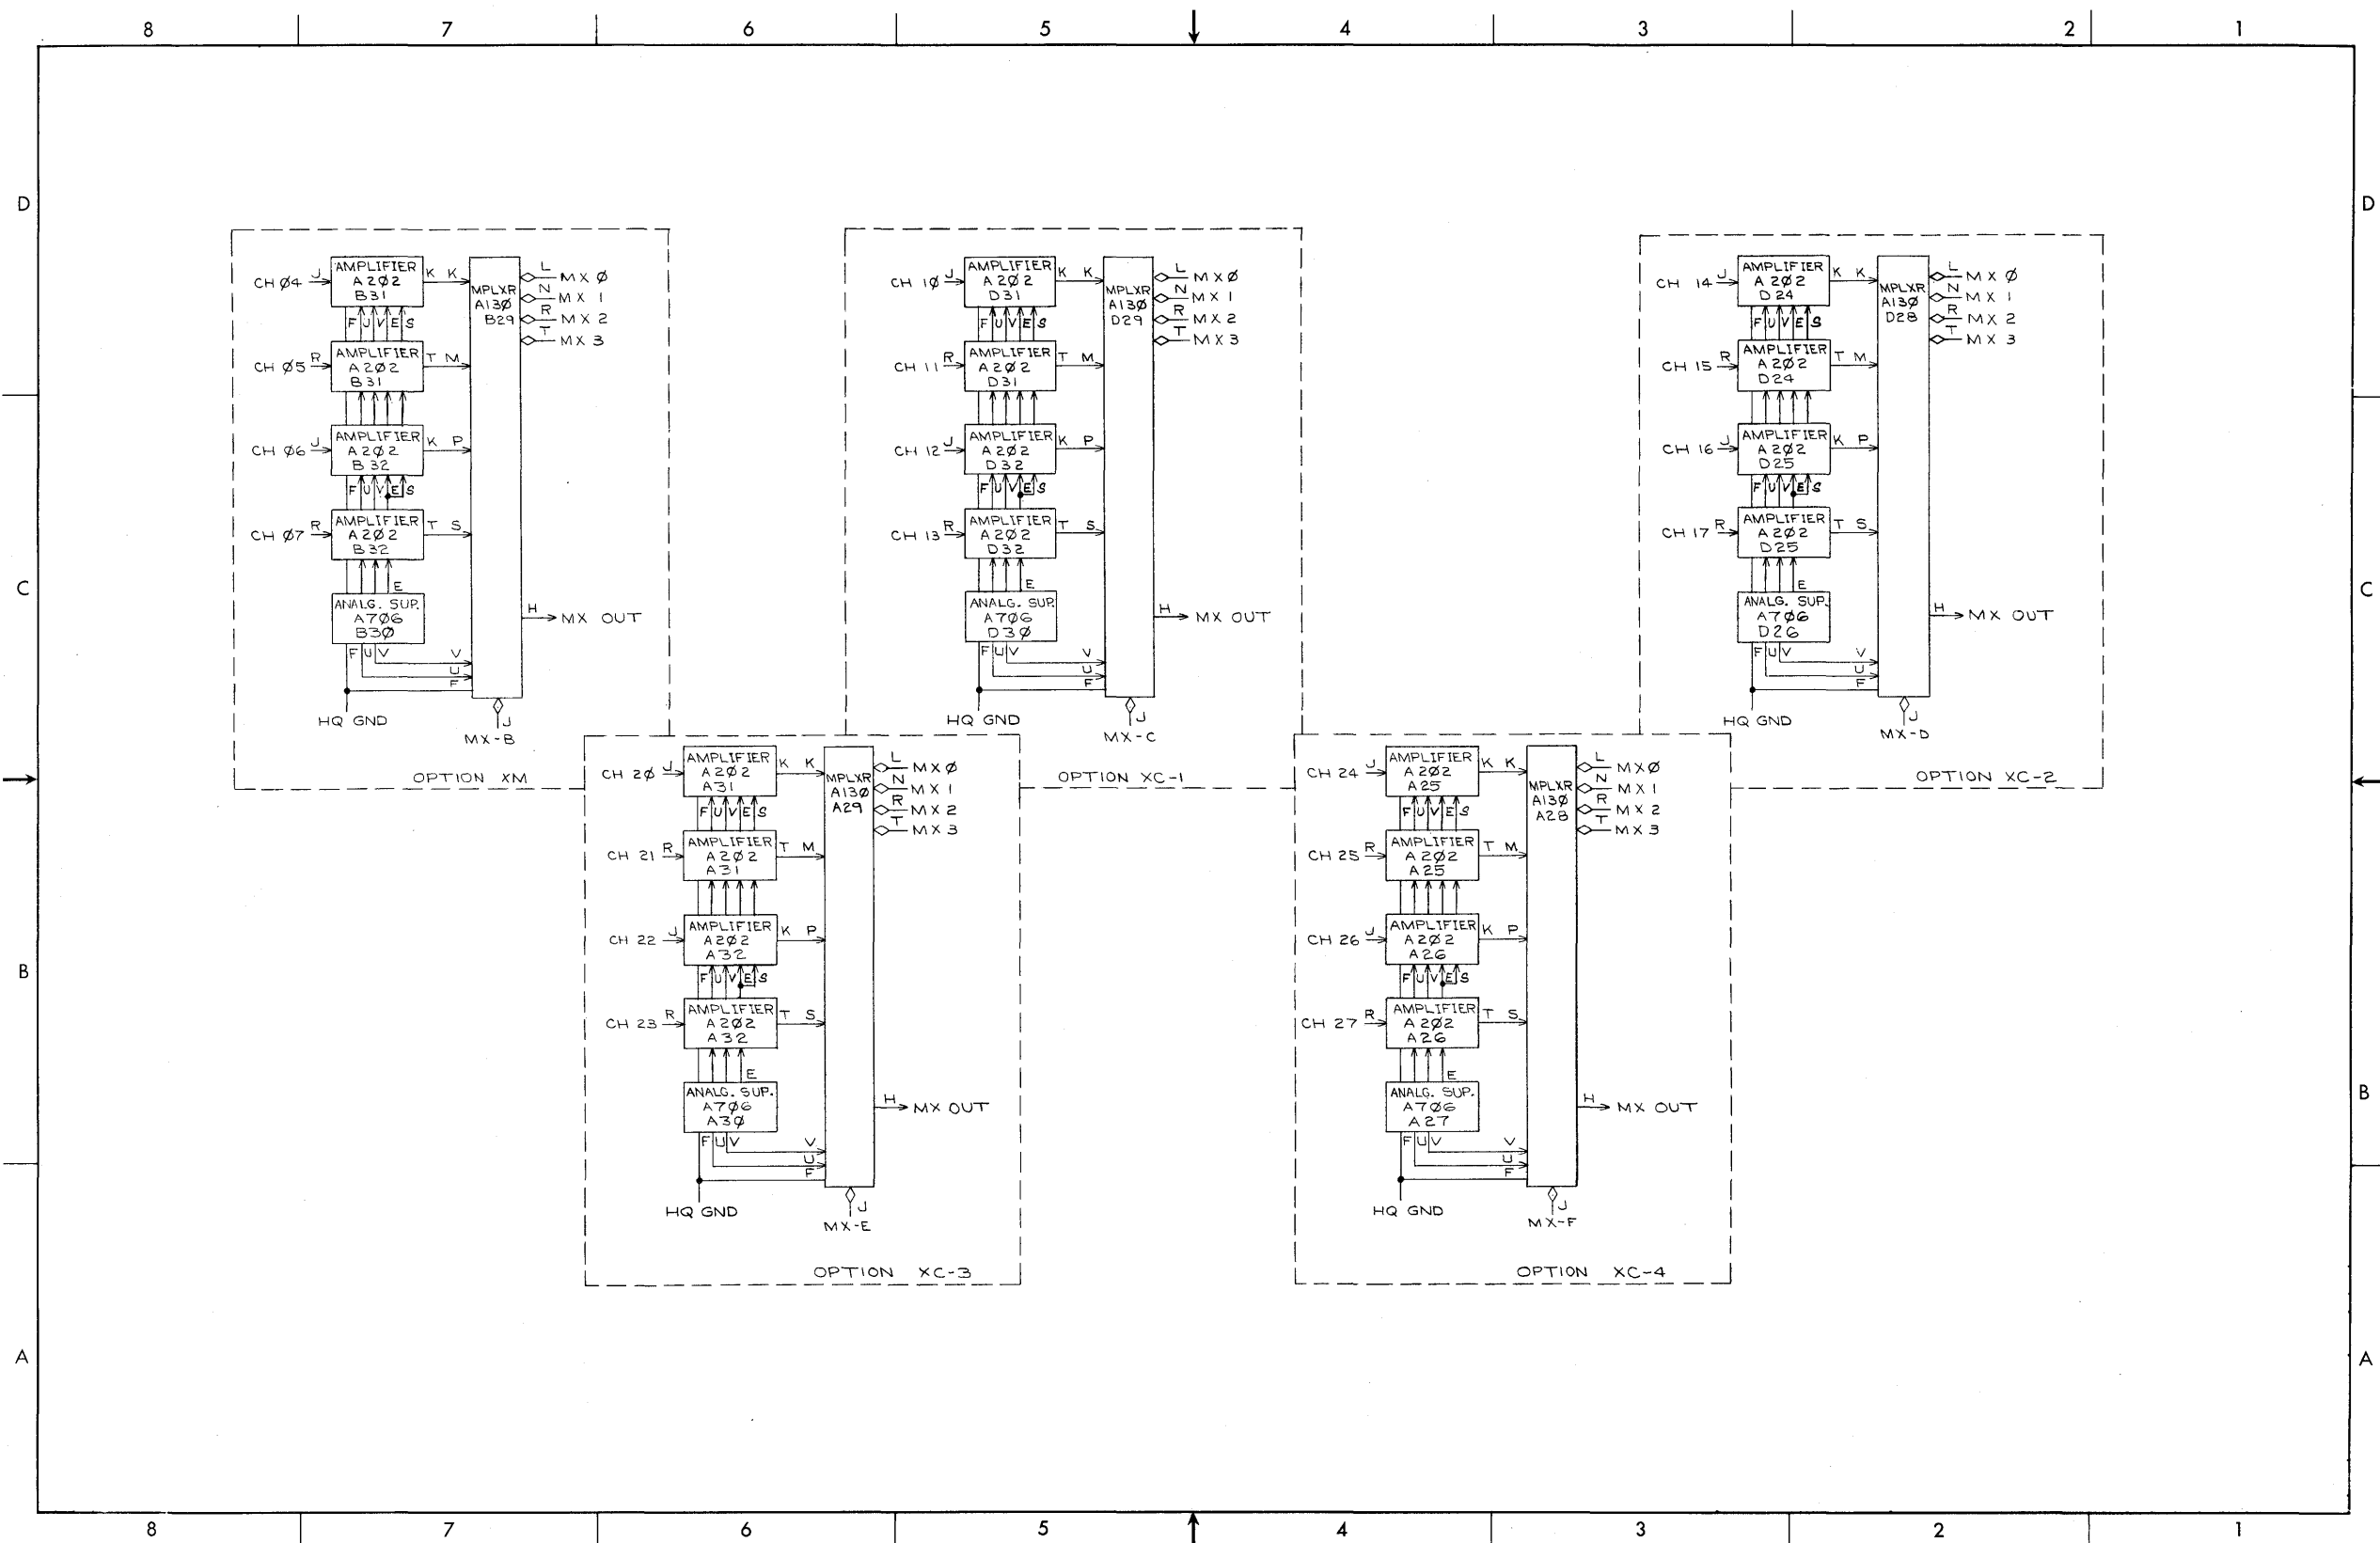 8 7 6 5 4 3 2 1
D D
C C
B B
A A
CH Ø4 J AMPLIFIER A2Ø2 B31 K K
MPLXR A13Ø B29
L MXØ
N MX 1
R MX 2
T MX 3
F U V E S
CH Ø5 R AMPLIFIER A2Ø2 B31 T M
CH Ø6 J AMPLIFIER A2Ø2 B32 K P
F U V E S
CH Ø7 R AMPLIFIER A2Ø2 B32 T S
E
ANALG. SUP. A7Ø6 B3Ø
H MX OUT
F U V V
U
F
HQ GND
J
MX-B
OPTION XM
CH 1Ø J AMPLIFIER A2Ø2 D31 K K
MPLXR A13Ø D29
L MXØ
N MX 1
R MX 2
T MX 3
F U V E S
CH 11 R AMPLIFIER A2Ø2 D31 T M
CH 12 J AMPLIFIER A2Ø2 D32 K P
F U V E S
CH 13 R AMPLIFIER A2Ø2 D32 T S
E
ANALG. SUP. A7Ø6 D3Ø
H MX OUT
F U V V
U
F
HQ GND
J
MX-C
OPTION XC-1
CH 14 J AMPLIFIER A2Ø2 D24 K K
MPLXR A13Ø D28
L MX Ø
N MX 1
R MX 2
T MX 3
F U V E S
CH 15 R AMPLIFIER A2Ø2 D24 T M
CH 16 J AMPLIFIER A2Ø2 D25 K P
F U V E S
CH 17 R AMPLIFIER A2Ø2 D25 T S
E
ANALG. SUP. A7Ø6 D26
H MX OUT
F U V V
U
F
HQ GND
J
MX-D
OPTION XC-2
CH 2Ø J AMPLIFIER A2Ø2 A31 K K
MPLXR A13Ø A29
L MXØ
N MX 1
R MX 2
T MX 3
F U V E S
CH 21 R AMPLIFIER A2Ø2 A31 T M
CH 22 J AMPLIFIER A2Ø2 A32 K P
F U V E S
CH 23 R AMPLIFIER A2Ø2 A32 T S
E
ANALG. SUP. A7Ø6 A3Ø
H MX OUT
F U V V
U
F
HQ GND
J
MX-E
OPTION XC-3
CH 24 J AMPLIFIER A2Ø2 A25 K K
MPLXR A13Ø A28
L MXØ
N MX 1
R MX 2
T MX 3
F U V E S
CH 25 R AMPLIFIER A2Ø2 A25 T M
CH 26 J AMPLIFIER A2Ø2 A26 K P
F U V E S
CH 27 R AMPLIFIER A2Ø2 A26 T S
E
ANALG. SUP. A7Ø6 A27
H MX OUT
F U V V
U
F
HQ GND
J
MX-F
OPTION XC-4
8 7 6 5 4 3 2 1